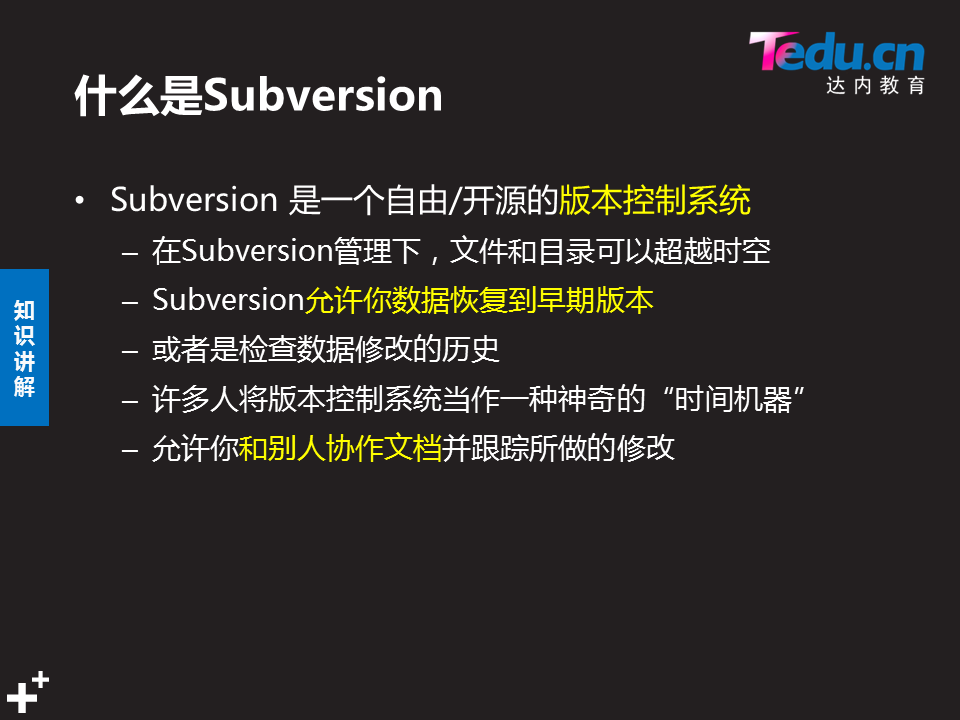 Tedu.cn
达内教育
什么是Subversion
• Subversion 是一个自由/开源的版本控制系统
– 在Subversion管理下，文件和目录可以超越时空
– Subversion允许你数据恢复到早期版本
– 或者是检查数据修改的历史
– 许多人将版本控制系统当作一种神奇的“时间机器”
– 允许你和别人协作文档并跟踪所做的修改
知识讲解